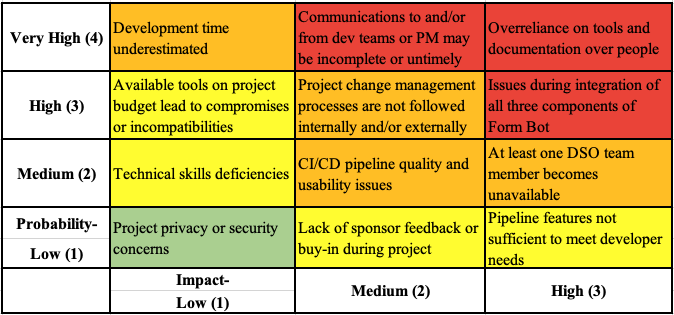 Very High (4)
Development time
underestimated
Communications to and/or
from dev teams or PM may
be incomplete or untimely
Overreliance on tools and
documentation over people
High (3)
Available tools on project
budget lead to compromises
or incompatibilities
Project change management
processes are not followed
internally and/or externally
Issues during integration of
all three components of
Form Bot
Medium (2)
Technical skills deficiencies
CI/CD pipeline quality and
usability issues
At least one DSO team
member becomes
unavailable
Probability-
Low (1)
Project privacy or security
concerns
Lack of sponsor feedback or
buy-in during project
Pipeline features not
sufficient to meet developer
needs
Impact-
Low (1)
Medium (2)
High (3)